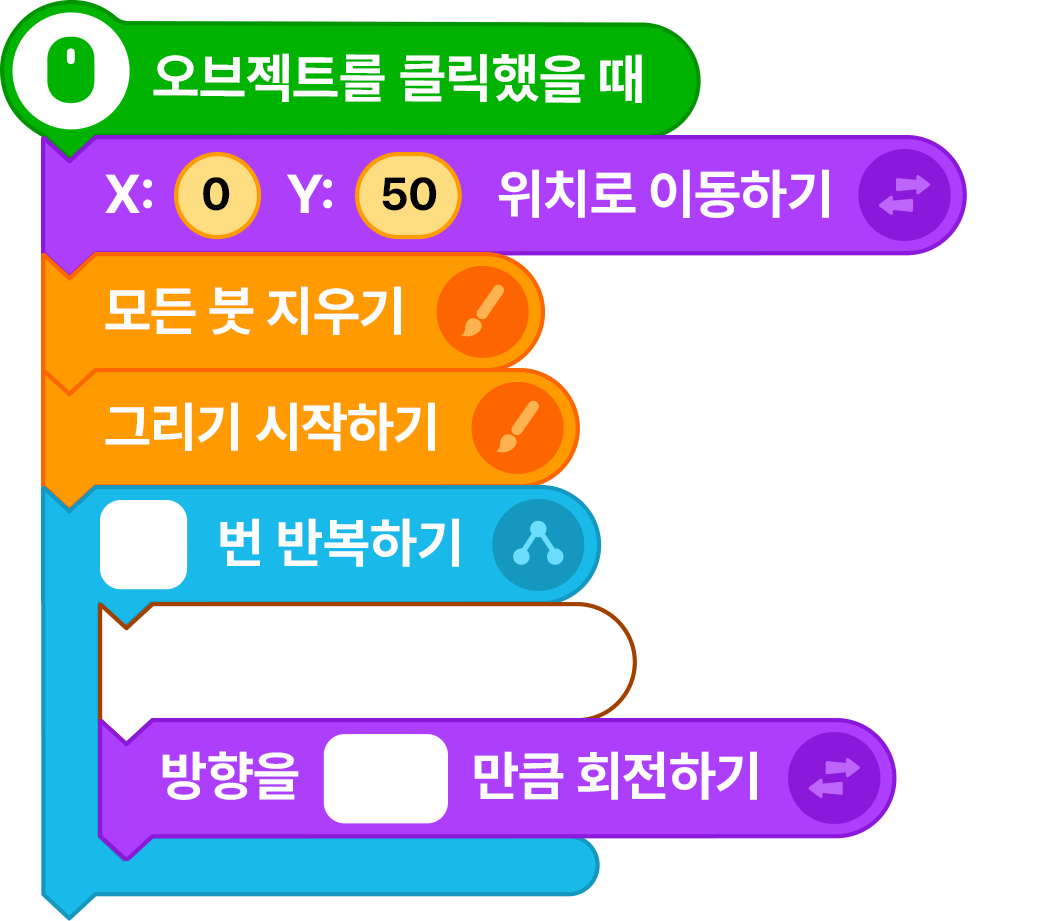 오브젝트를 클릭했을 때
X: 0 Y: 50 위치로 이동하기
모든 붓 지우기
그리기 시작하기
번 반복하기
방향을 만큼 회전하기